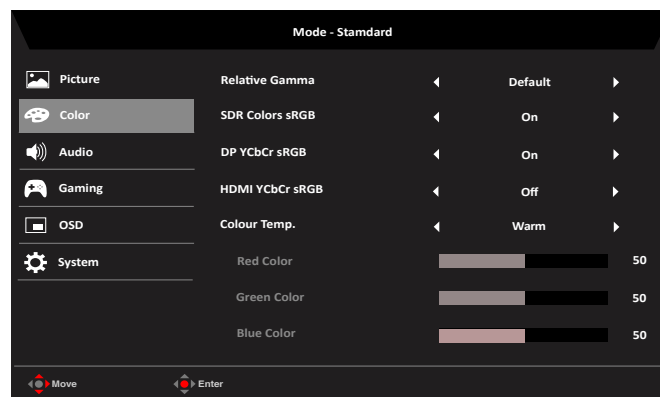 Mode - Stamdard
Picture
Relative Gamma Default
Color
SDR Colors sRGB On
Audio
DP YCbCr sRGB On
Gaming
HDMI YCbCr sRGB Off
OSD
Colour Temp. Warm
System
Red Color 50
Green Color 50
Blue Color 50
Move Enter